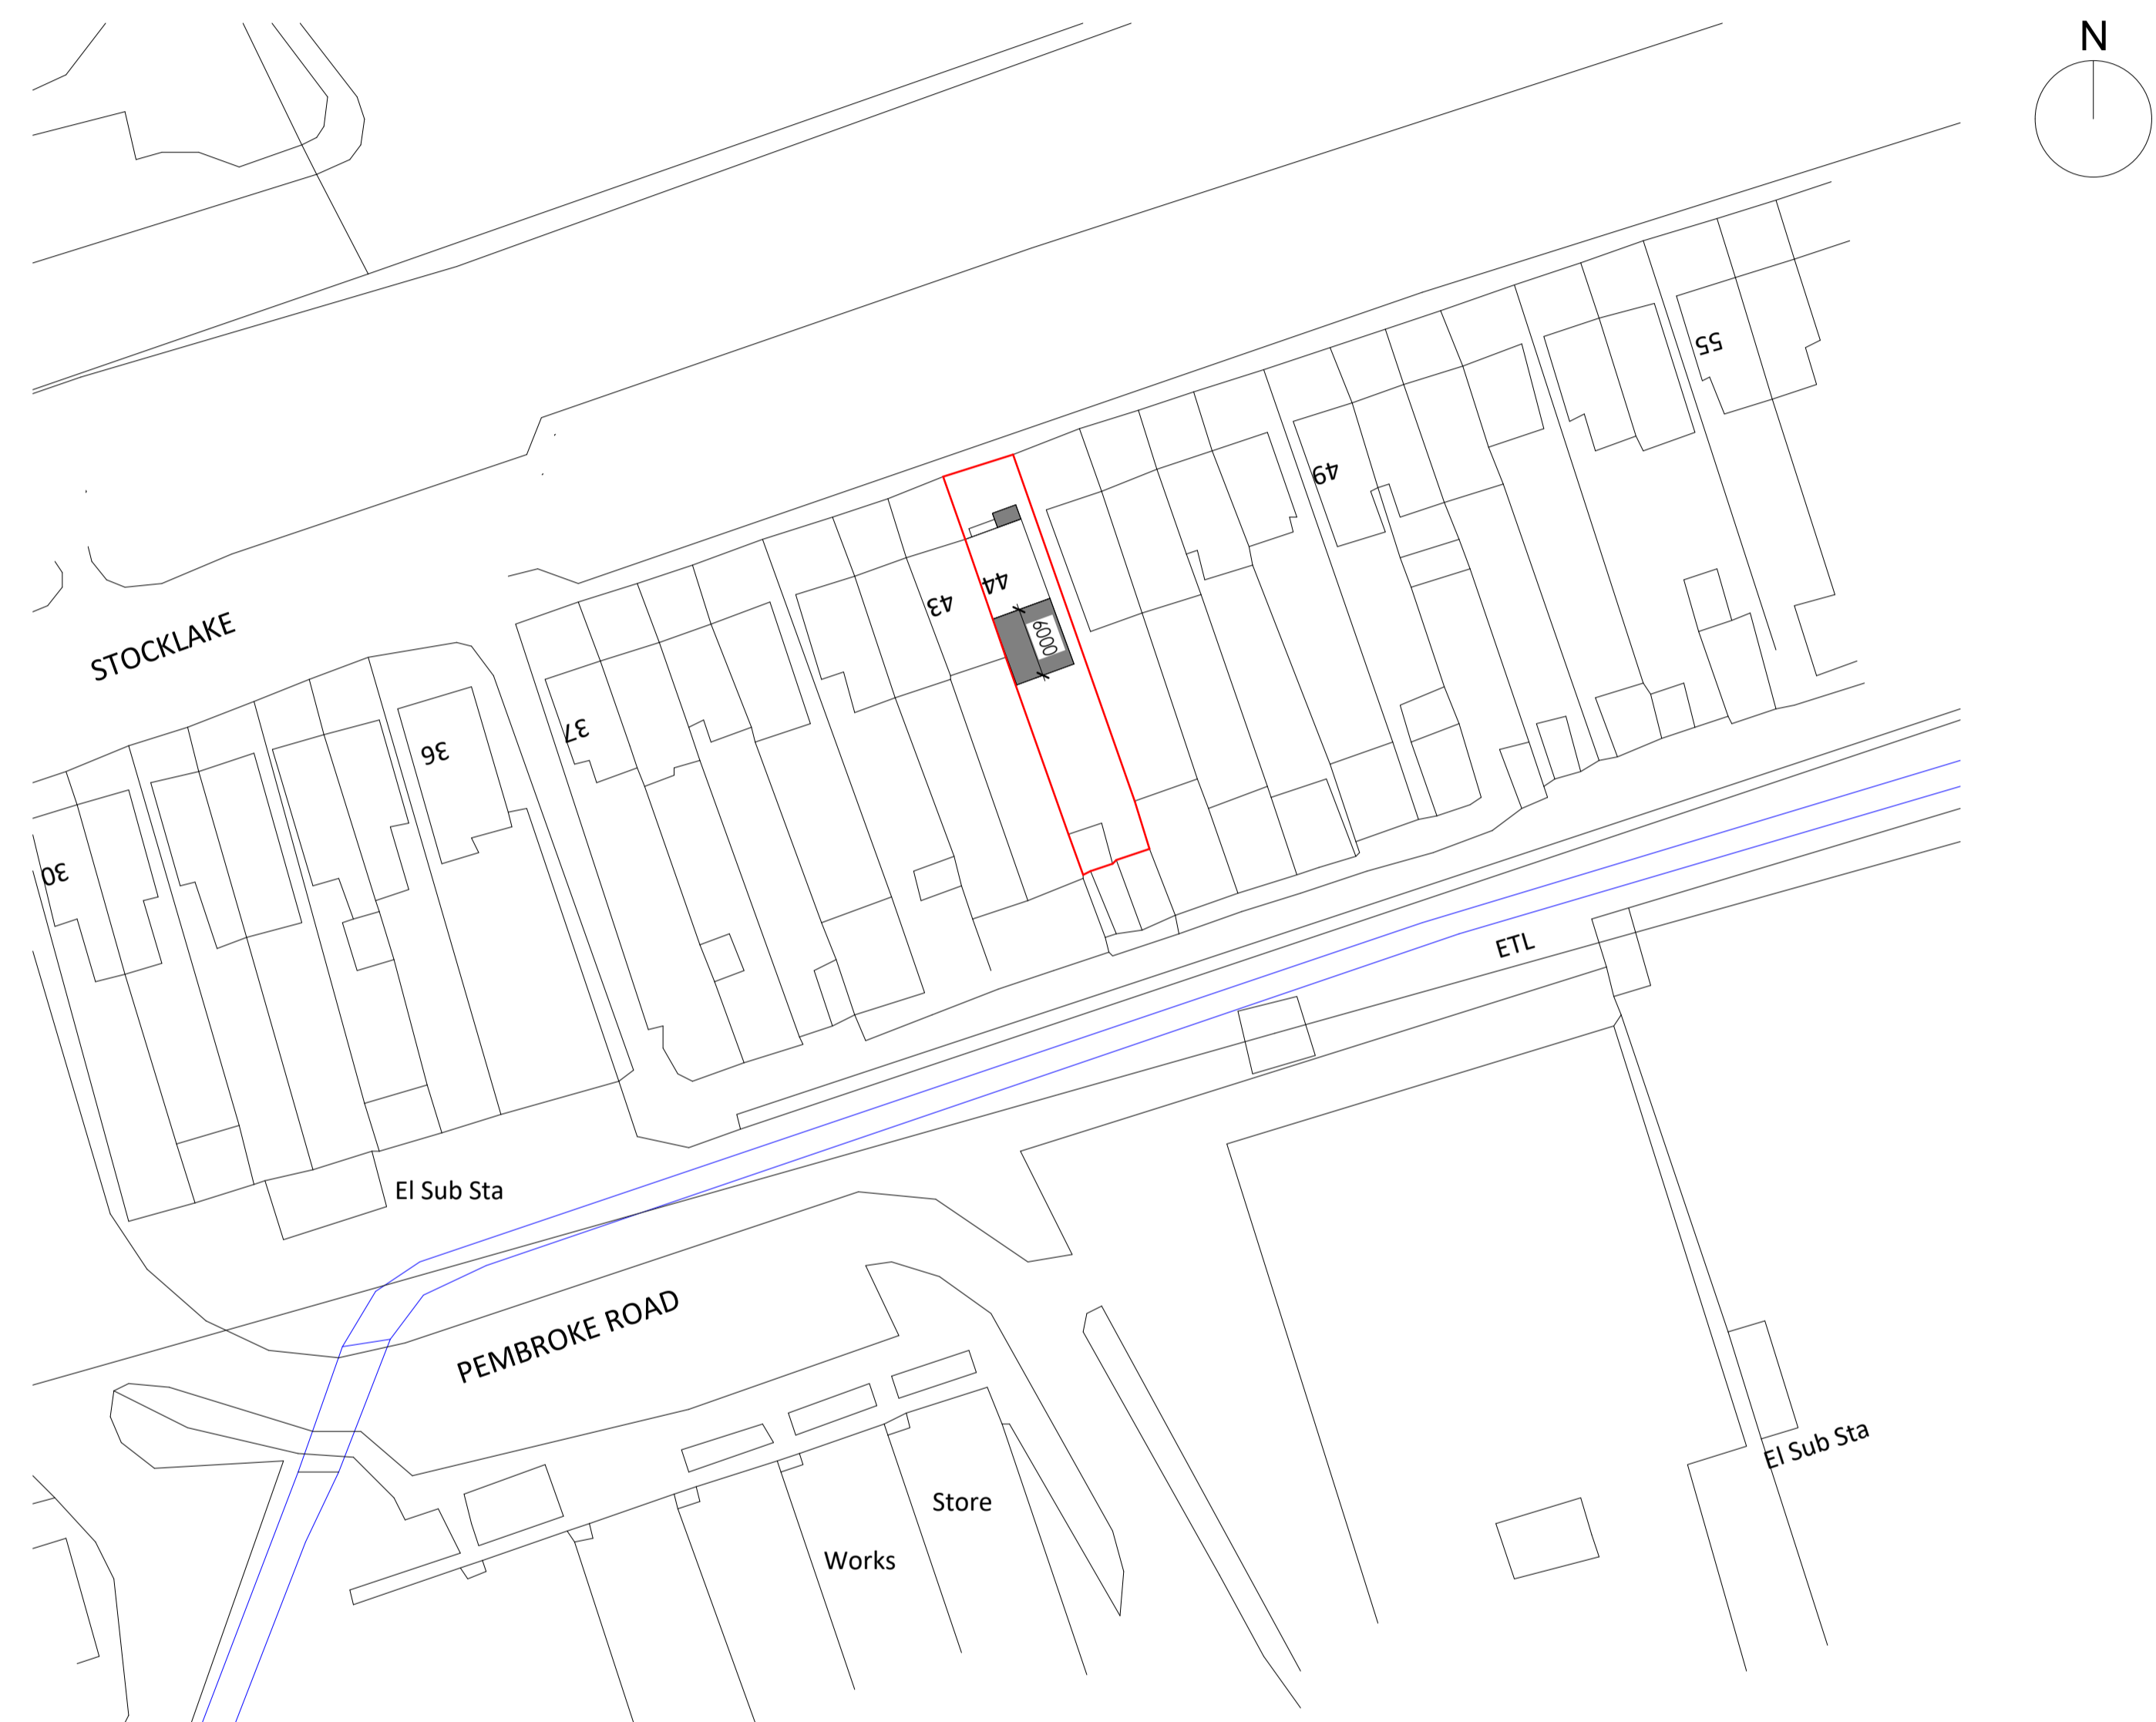 N
55
49
44
43
6000
STOCKLAKE
37
36
30
ETL
El Sub Sta
PEMBROKE ROAD
El Sub Sta
Store
Works